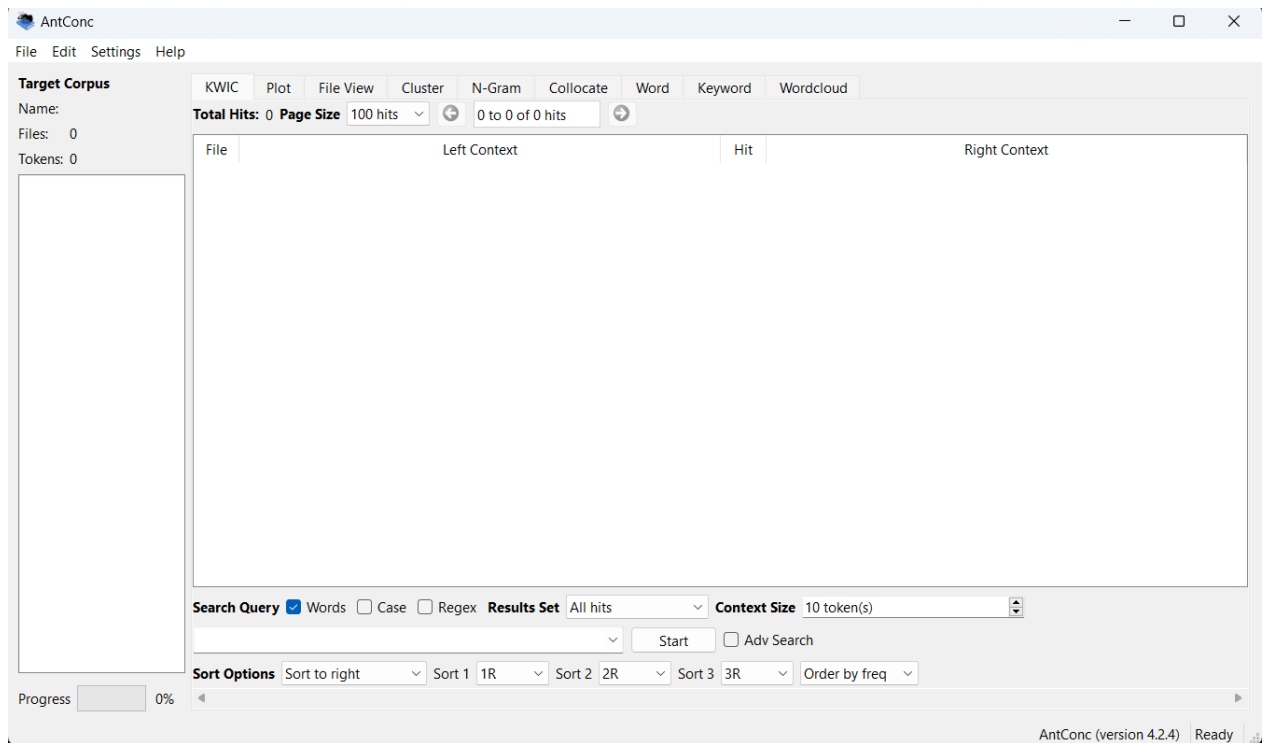 AntConc
File Edit Settings Help
Target Corpus
Name:
Files: 0
Tokens: 0
KWIC Plot File View Cluster N-Gram Collocate Word Keyword Wordcloud
Total Hits: 0 Page Size 100 hits 0 to 0 of 0 hits
File Left Context Hit Right Context
Search Query Words Case Regex Results Set All hits Context Size 10 token(s)
Start Adv Search
Sort Options Sort to right Sort 1 1R Sort 2 2R Sort 3 3R Order by freq
Progress 0%
AntConc (version 4.2.4) Ready